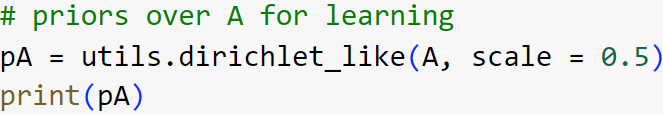 # priors over A for learning
pA = utils.dirichlet_like(A, scale = 0.5)
print(pA)